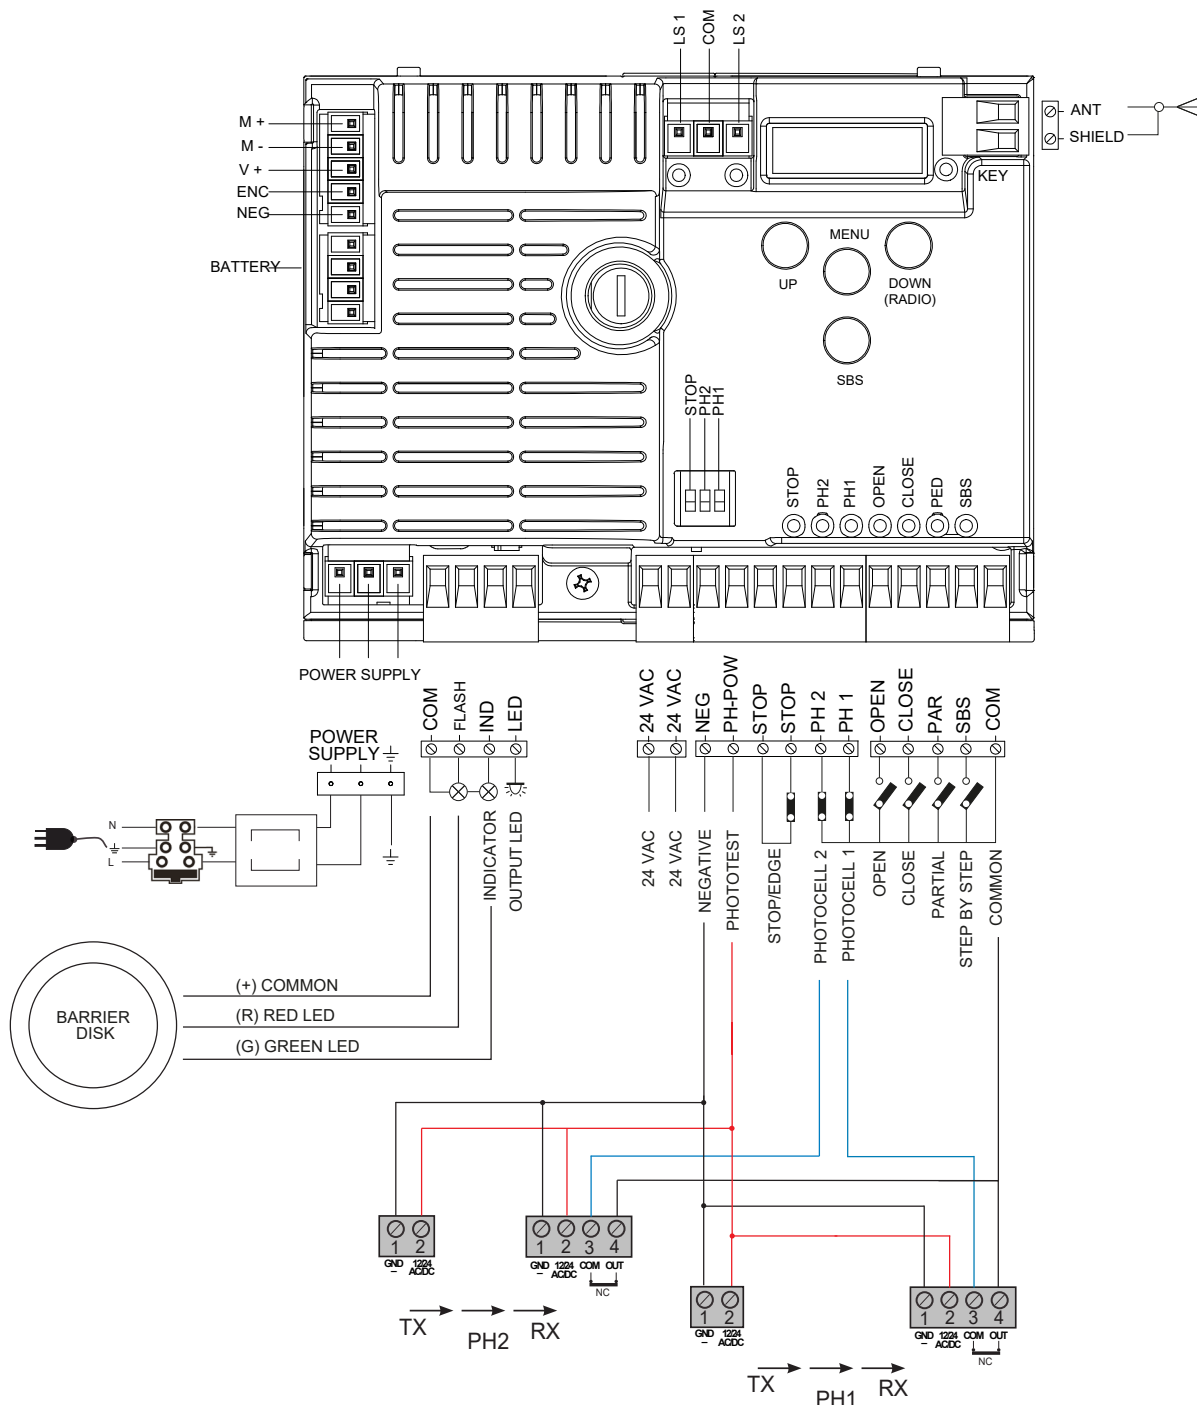 LS 1
COM
LS 2
M +
M -
V +
ENC
NEG
BATTERY
ANT
SHIELD
KEY
MENU
UP
DOWN
(RADIO)
SBS
STOP
PH2
PH1
STOP
PH2
PH1
OPEN
CLOSE
PED
SBS
POWER SUPPLY
COM
FLASH
IND
LED
24 VAC
24 VAC
NEG
PH-POW
STOP
STOP
PH 2
PH 1
OPEN
CLOSE
PAR
SBS
COM
POWER
SUPPLY
N
L
INDICATOR
OUTPUT LED
24 VAC
24 VAC
NEGATIVE
PHOTOTEST
STOP/EDGE
PHOTOCELL 2
PHOTOCELL 1
OPEN
CLOSE
PARTIAL
STEP BY STEP
COMMON
BARRIER
DISK
(+) COMMON
(R) RED LED
(G) GREEN LED
1 2
GND 12/24
– AC/DC
1 2 3 4
GND 12/24 COM OUT
– AC/DC
NC
TX PH2 RX
1 2
GND 12/24
– AC/DC
1 2 3 4
GND 12/24 COM OUT
– AC/DC
NC
TX PH1 RX